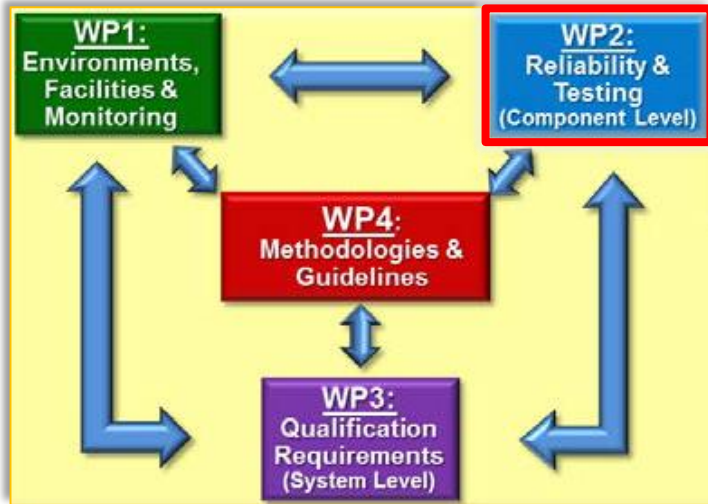 WP1:
Environments,
Facilities &
Monitoring
WP2:
Reliability &
Testing
(Component Level)
WP4:
Methodologies &
Guidelines
WP3:
Qualification
Requirements
(System Level)